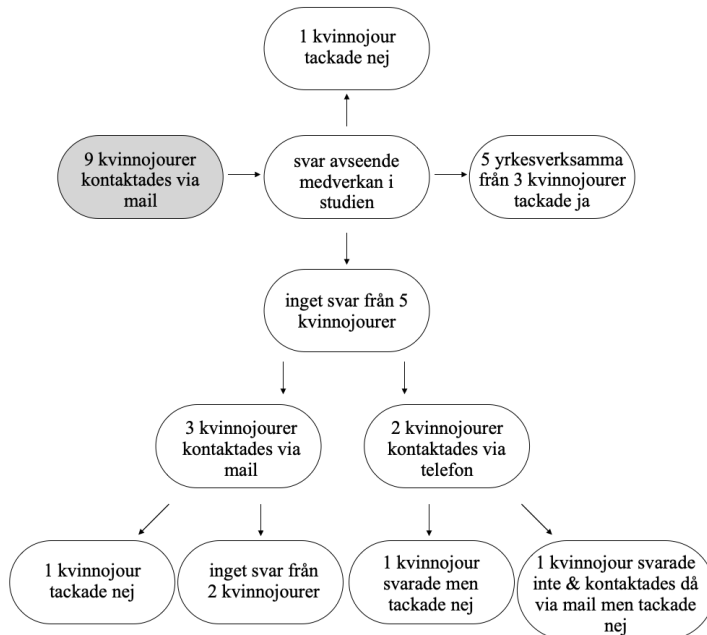 1 kvinnojour
tackade nej
9 kvinnojourer
kontaktades via
mail
svar avseende
medverkan i
studien
5 yrkesverksamma
från 3 kvinnojourer
tackade ja
inget svar från 5
kvinnojourer
3 kvinnojourer
kontaktades via
mail
2 kvinnojourer
kontaktades via
telefon
1 kvinnojour
tackade nej
inget svar från
2 kvinnojourer
1 kvinnojour
svarade men
tackade nej
1 kvinnojour svarade
inte & kontaktades då
via mail men tackade
nej